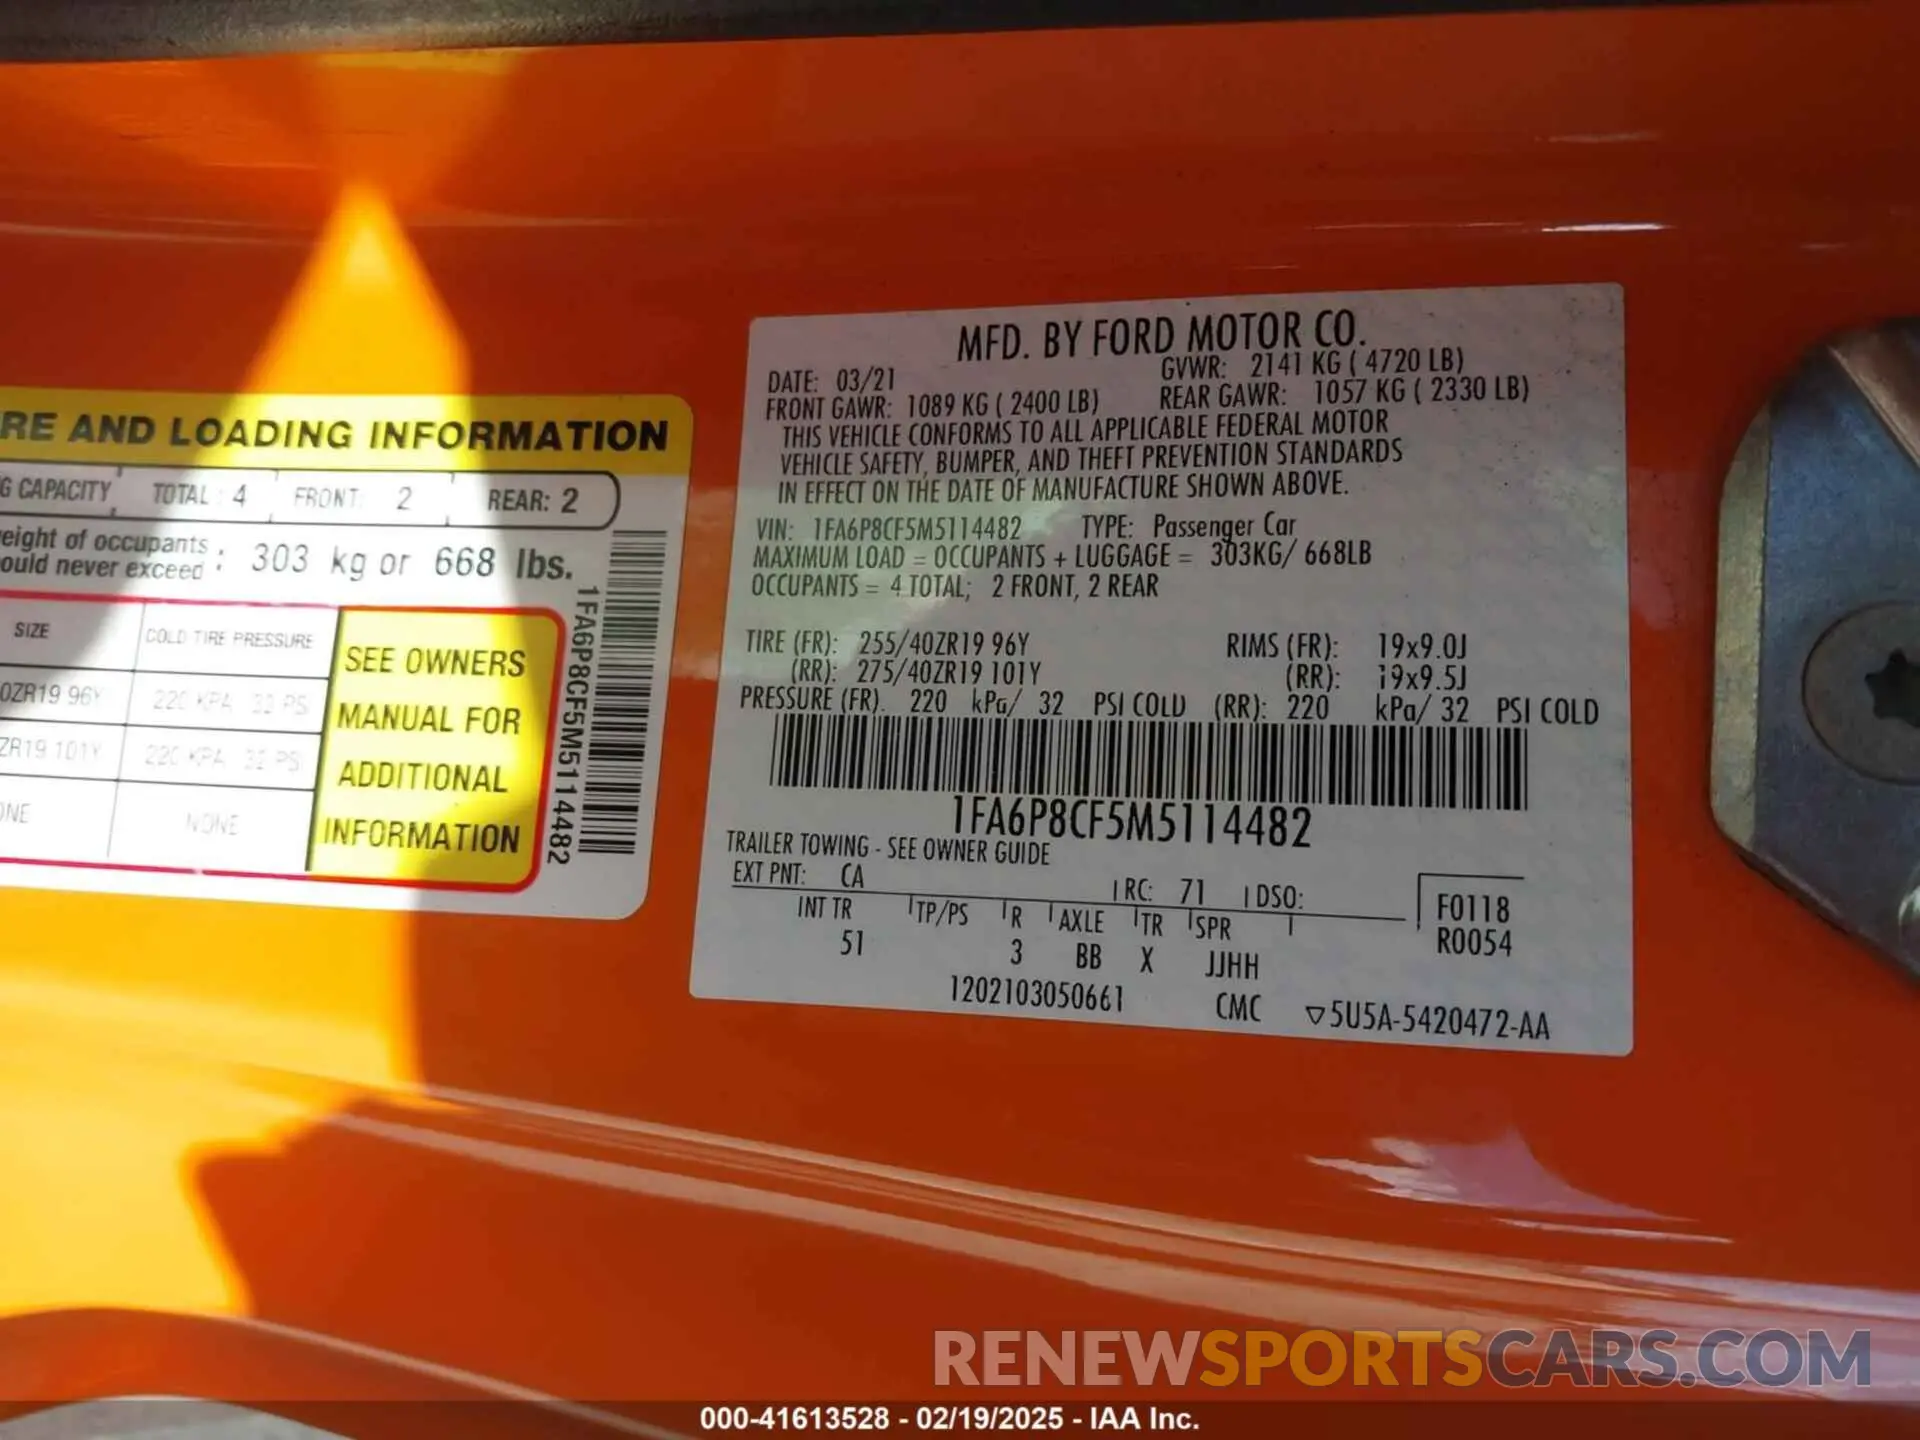 RE AND LOADING INFORMATION
G CAPACITY TOTAL : 4 FRONT: 2 REAR: 2
eight of occupants
ould never exceed : 303 kg or 668 lbs.
SIZE COLD TIRE PRESSURE
0ZR19 96Y 220 KPA 32 PSI
ZR19 101Y 220 KPA 32 PSI
ONE NONE
SEE OWNERS
MANUAL FOR
ADDITIONAL
INFORMATION
1FA6P8CF5M5114482
MFD. BY FORD MOTOR CO.
DATE: 03/21 GVWR: 2141 KG ( 4720 LB)
FRONT GAWR: 1089 KG ( 2400 LB) REAR GAWR: 1057 KG ( 2330 LB)
THIS VEHICLE CONFORMS TO ALL APPLICABLE FEDERAL MOTOR
VEHICLE SAFETY, BUMPER, AND THEFT PREVENTION STANDARDS
IN EFFECT ON THE DATE OF MANUFACTURE SHOWN ABOVE.
VIN: 1FA6P8CF5M5114482 TYPE: Passenger Car
MAXIMUM LOAD = OCCUPANTS + LUGGAGE = 303KG/ 668LB
OCCUPANTS = 4 TOTAL; 2 FRONT, 2 REAR
TIRE (FR): 255/40ZR19 96Y RIMS (FR): 19x9.0J
(RR): 275/40ZR19 101Y (RR): 19x9.5J
PRESSURE (FR). 220 kPa/ 32 PSI COLD (RR): 220 kPa/ 32 PSI COLD
1FA6P8CF5M5114482
TRAILER TOWING - SEE OWNER GUIDE
EXT PNT: CA RC: 71 DSO:
INT TR TP/PS R AXLE TR SPR
51 3 BB X JJHH
F0118
R0054
1202103050661 CMC ▽5U5A-5420472-AA
RENEWSPORTSCARS.COM
000-41613528 - 02/19/2025 - IAA Inc.